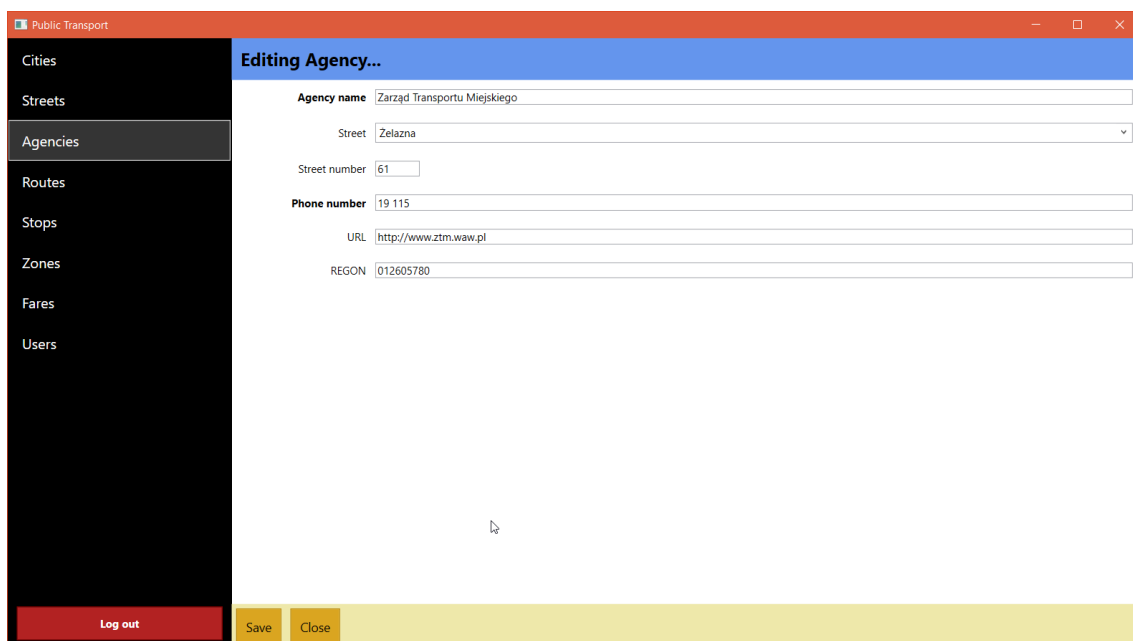 Public Transport
Cities
Streets
Agencies
Routes
Stops
Zones
Fares
Users
Log out
Editing Agency...
Agency name Zarząd Transportu Miejskiego
Street Żelazna
Street number 61
Phone number 19 115
URL http://www.ztm.waw.pl
REGON 012605780
Save Close